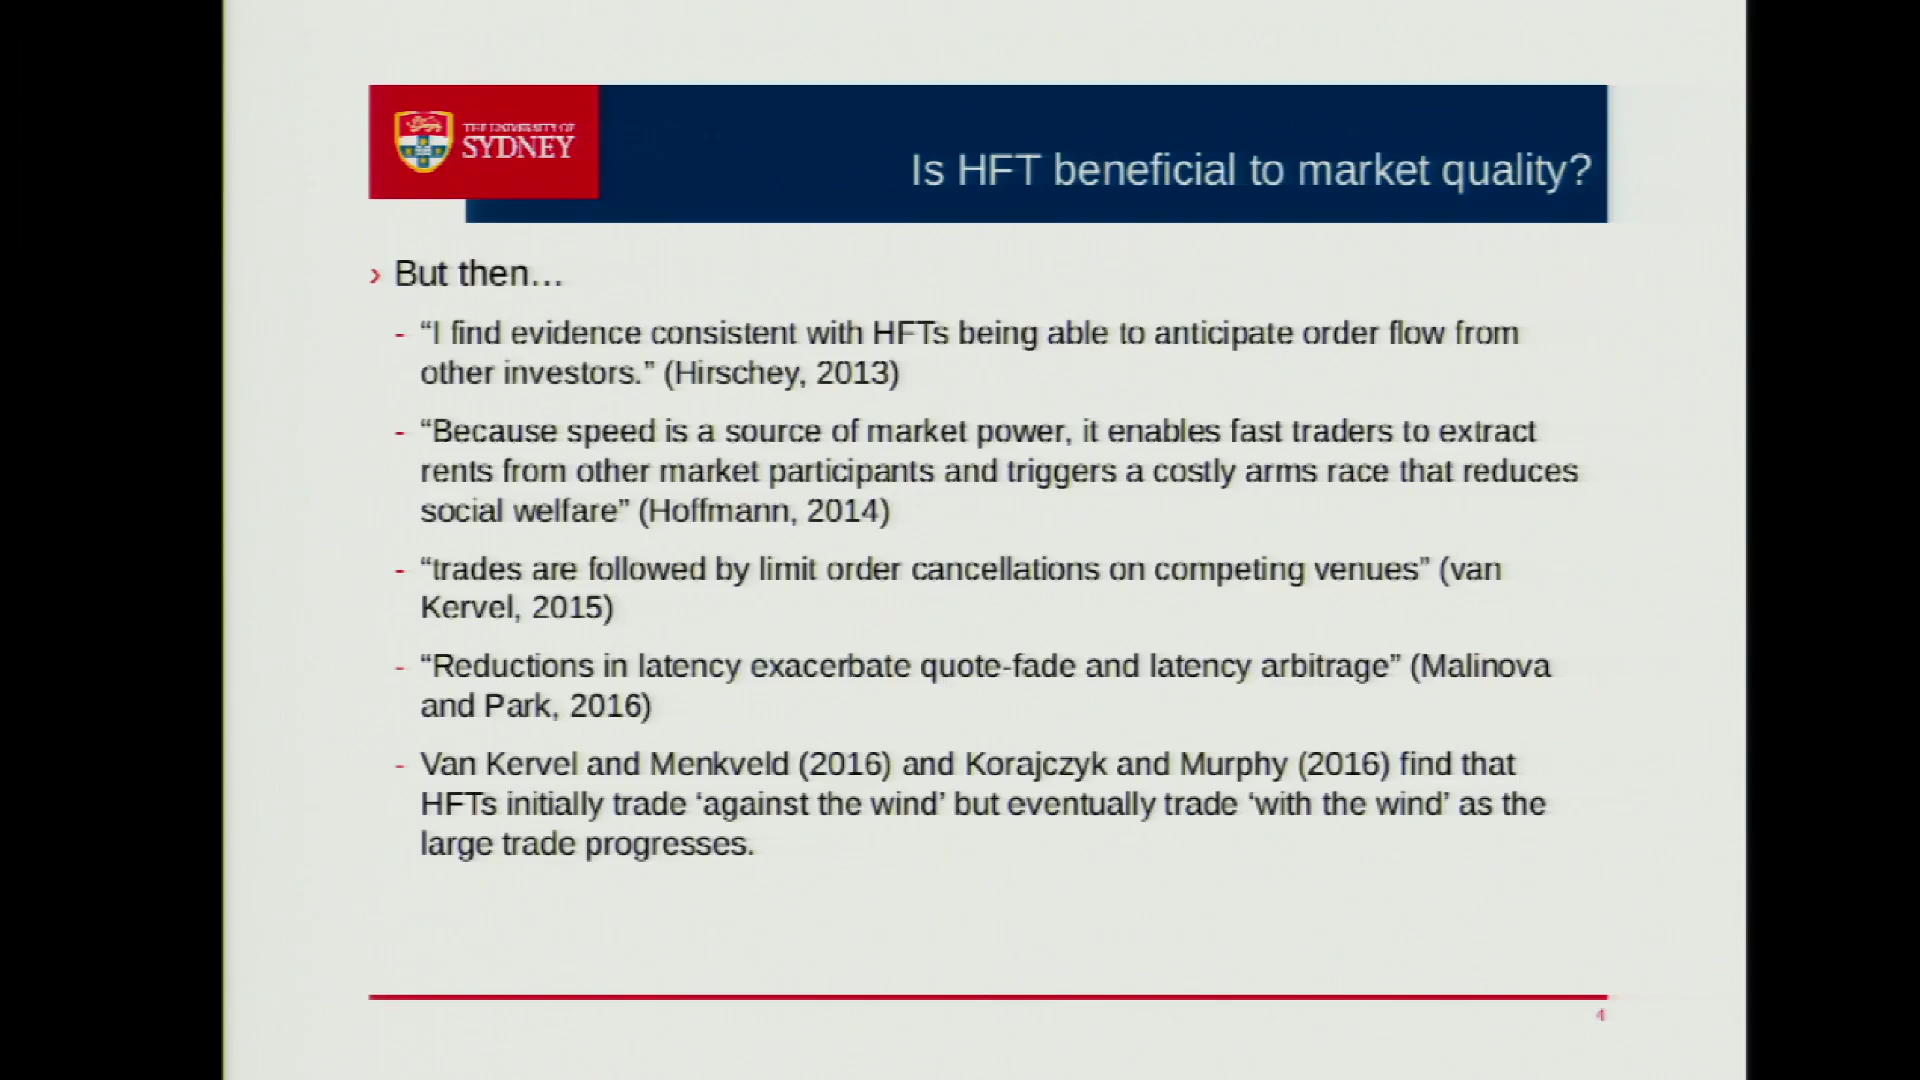 THE UNIVERSITY OF
SYDNEY
Is HFT beneficial to market quality?
› But then…
- “I find evidence consistent with HFTs being able to anticipate order flow from
other investors.” (Hirschey, 2013)
- “Because speed is a source of market power, it enables fast traders to extract
rents from other market participants and triggers a costly arms race that reduces
social welfare” (Hoffmann, 2014)
- “trades are followed by limit order cancellations on competing venues” (van
Kervel, 2015)
- “Reductions in latency exacerbate quote-fade and latency arbitrage” (Malinova
and Park, 2016)
- Van Kervel and Menkveld (2016) and Korajczyk and Murphy (2016) find that
HFTs initially trade ‘against the wind’ but eventually trade ‘with the wind’ as the
large trade progresses.
4